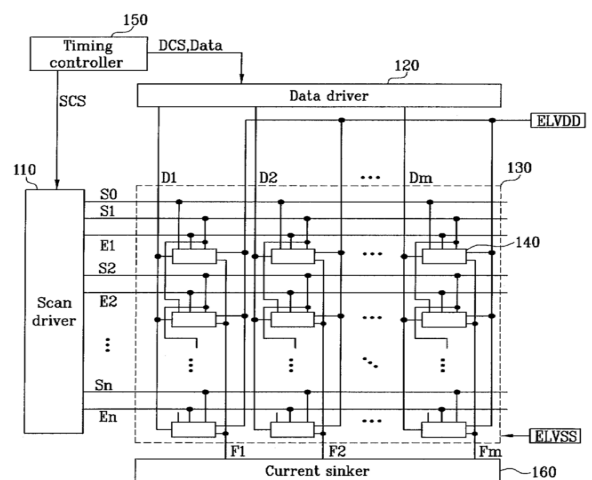 150
Timing
controller
DCS,Data
120
Data driver
SCS
ELVDD
110
D1 D2 ... Dm
130
S0
S1
E1
140
S2
E2
Scan
driver
Sn
En
F1 F2 Fm
ELVSS
Current sinker
160